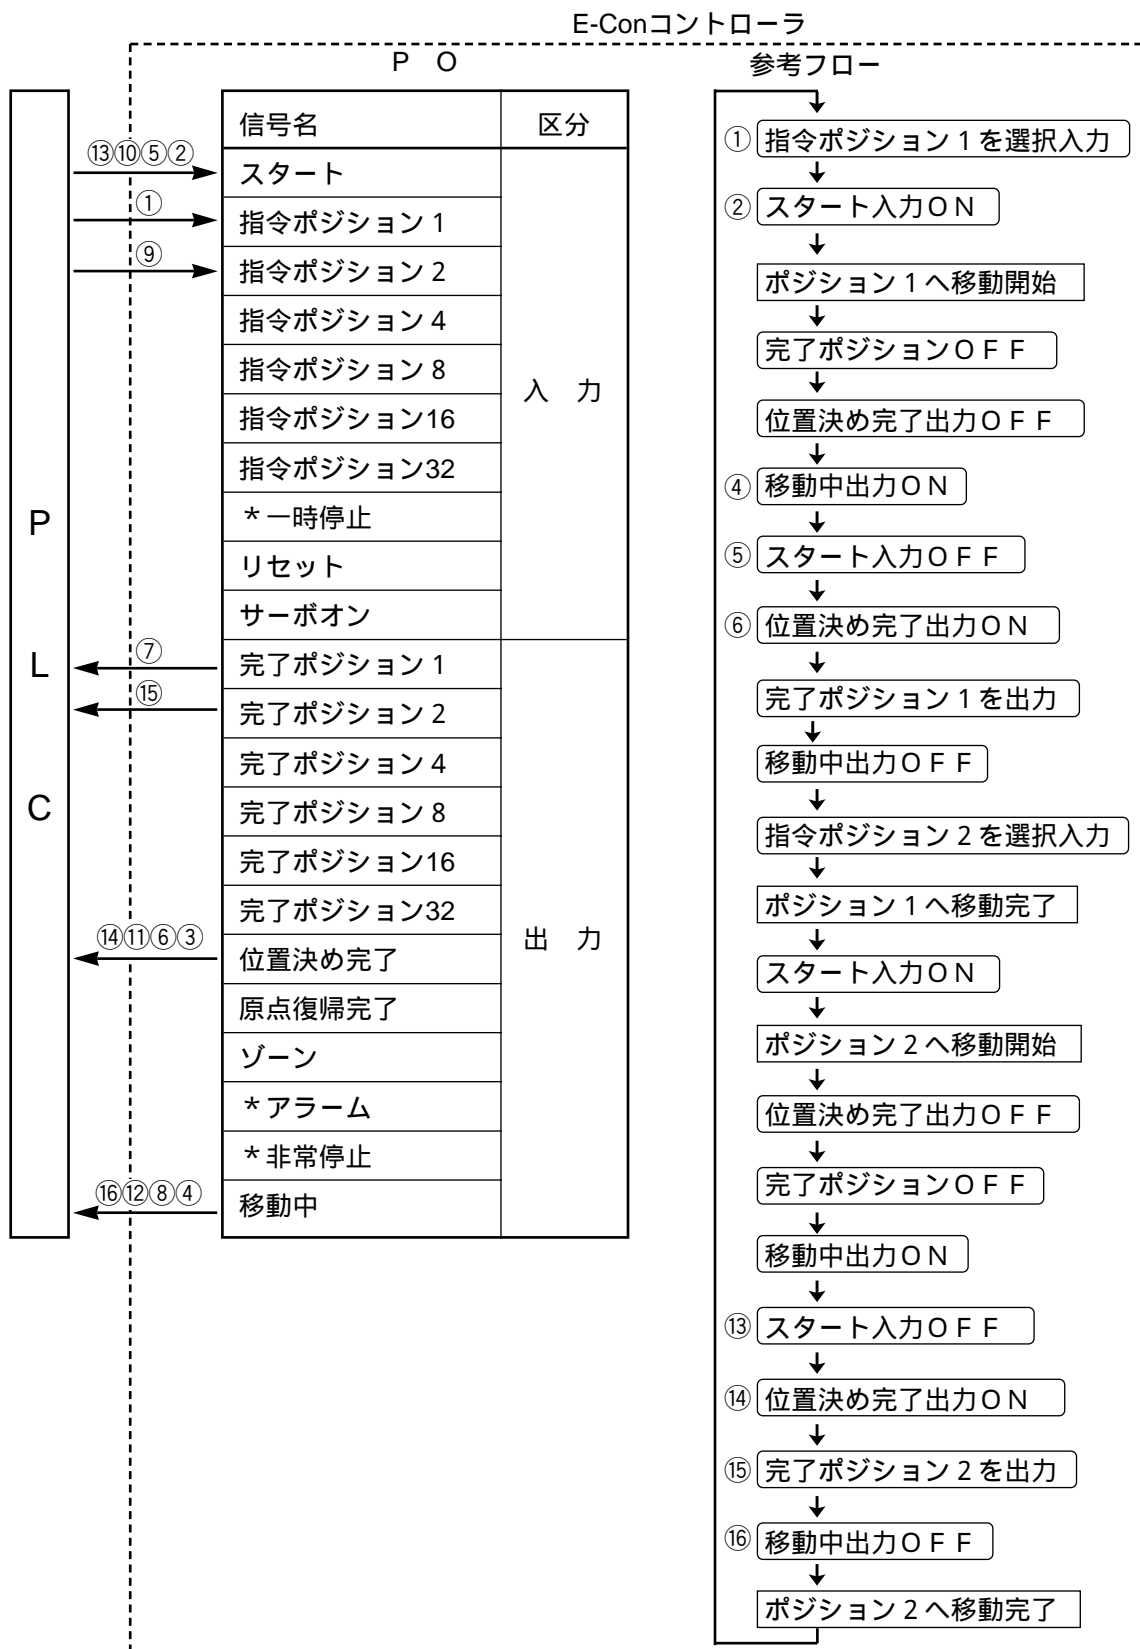 E-Conコントローラ
P O
参考フロー
P
L
C
信号名 区分
⑬⑩⑤② スタート
① 指令ポジション 1
⑨ 指令ポジション 2
指令ポジション 4
指令ポジション 8
指令ポジション16
指令ポジション32
入 力
*一時停止
リセット
サーボオン
⑦ 完了ポジション 1
⑮ 完了ポジション 2
完了ポジション 4
完了ポジション 8
完了ポジション16
完了ポジション32
⑭⑪⑥③ 位置決め完了
出 力
原点復帰完了
ゾーン
*アラーム
*非常停止
⑯⑫⑧④ 移動中
① 指令ポジション1を選択入力
② スタート入力ON
ポジション1へ移動開始
完了ポジションOFF
位置決め完了出力OFF
④ 移動中出力ON
⑤ スタート入力OFF
⑥ 位置決め完了出力ON
完了ポジション1を出力
移動中出力OFF
指令ポジション2を選択入力
ポジション1へ移動完了
スタート入力ON
ポジション2へ移動開始
位置決め完了出力OFF
完了ポジションOFF
移動中出力ON
⑬ スタート入力OFF
⑭ 位置決め完了出力ON
⑮ 完了ポジション2を出力
⑯ 移動中出力OFF
ポジション2へ移動完了